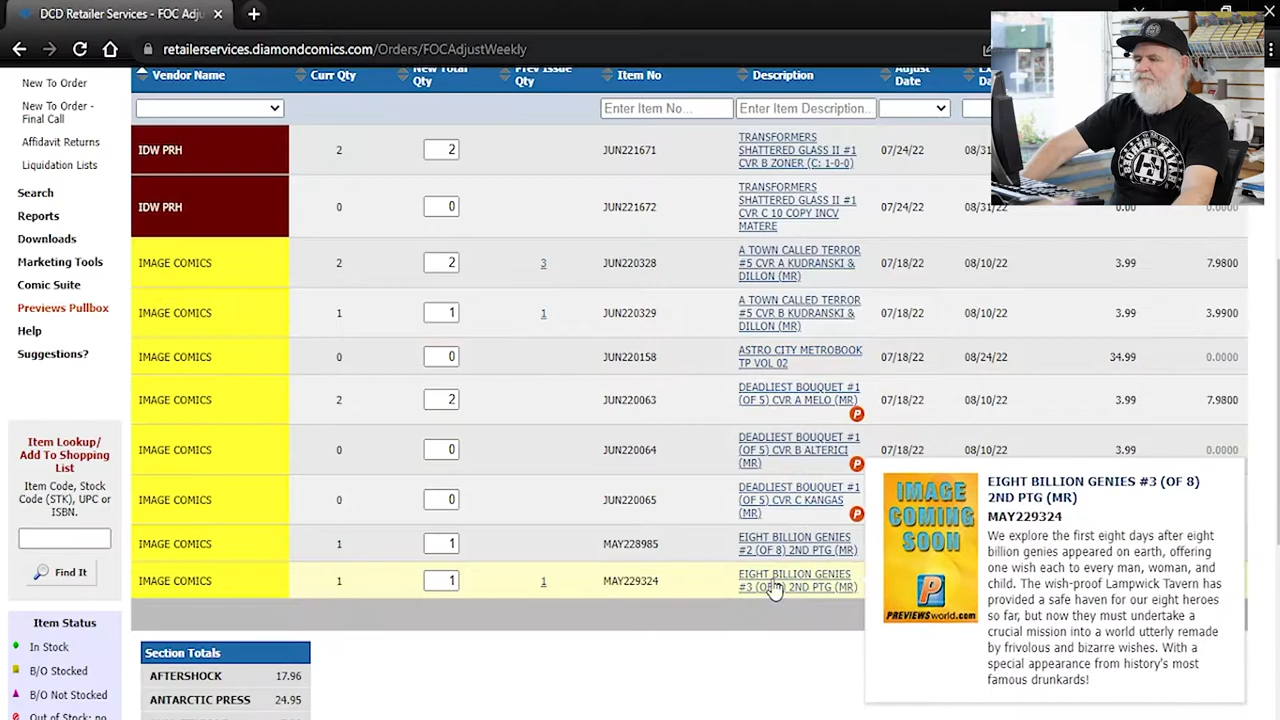 DCD Retailer Services - FOC Adju
retailerservices.diamondcomics.com/Orders/FOCAdjustWeekly
New To Order
New To Order -
Final Call
Affidavit Returns
Liquidation Lists
Search
Reports
Downloads
Marketing Tools
Comic Suite
Previews Pullbox
Help
Suggestions?
Item Lookup/
Add To Shopping
List
Item Code, Stock
Code (STK), UPC or
ISBN.
Find It
Item Status
In Stock
B/O Stocked
B/O Not Stocked
Out of Stock: no
Vendor Name Curr Qty New Total Prev Issue Item No Description Adjust
Qty Qty Date
Enter Item No... Enter Item Description...
IDW PRH 2 2 JUN221671 TRANSFORMERS 07/24/22 08/31
SHATTERED GLASS II #1
CVR B ZONER (C: 1-0-0)
IDW PRH 0 0 JUN221672 TRANSFORMERS 07/24/22 08/31/22 0.00 0.0000
SHATTERED GLASS II #1
CVR C 10 COPY INCV
MATERE
IMAGE COMICS 2 2 3 JUN220328 A TOWN CALLED TERROR 07/18/22 08/10/22 3.99 7.9800
#5 CVR A KUDRANSKI &
DILLON (MR)
IMAGE COMICS 1 1 1 JUN220329 A TOWN CALLED TERROR 07/18/22 08/10/22 3.99 3.9900
#5 CVR B KUDRANSKI &
DILLON (MR)
IMAGE COMICS 0 0 JUN220158 ASTRO CITY METROBOOK 07/18/22 08/24/22 34.99 0.0000
TP VOL 02
IMAGE COMICS 2 2 JUN220063 DEADLIEST BOUQUET #1 07/18/22 08/10/22 3.99 7.9800
(OF 5) CVR A MELO (MR)
P
IMAGE COMICS 0 0 JUN220064 DEADLIEST BOUQUET #1 07/18/22 08/10/22 3.99 0.0000
(OF 5) CVR B ALTERICI
(MR)
P
IMAGE COMICS 0 0 JUN220065 DEADLIEST BOUQUET #1
(OF 5) CVR C KANGAS
(MR)
P
IMAGE COMICS 1 1 MAY228985 EIGHT BILLION GENIES
#2 (OF 8) 2ND PTG (MR)
IMAGE COMICS 1 1 1 MAY229324 EIGHT BILLION GENIES
#3 (OF 8) 2ND PTG (MR)
IMAGE
COMING
SOON
P
PREVIEWSworld.com
EIGHT BILLION GENIES #3 (OF 8)
2ND PTG (MR)
MAY229324
We explore the first eight days after eight
billion genies appeared on earth, offering
one wish each to every man, woman, and
child. The wish-proof Lampwick Tavern has
provided a safe haven for our eight heroes
so far, but now they must undertake a
crucial mission into a world utterly remade
by frivolous and bizarre wishes. With a
special appearance from history's most
famous drunkards!
Section Totals
AFTERSHOCK 17.96
ANTARCTIC PRESS 24.95